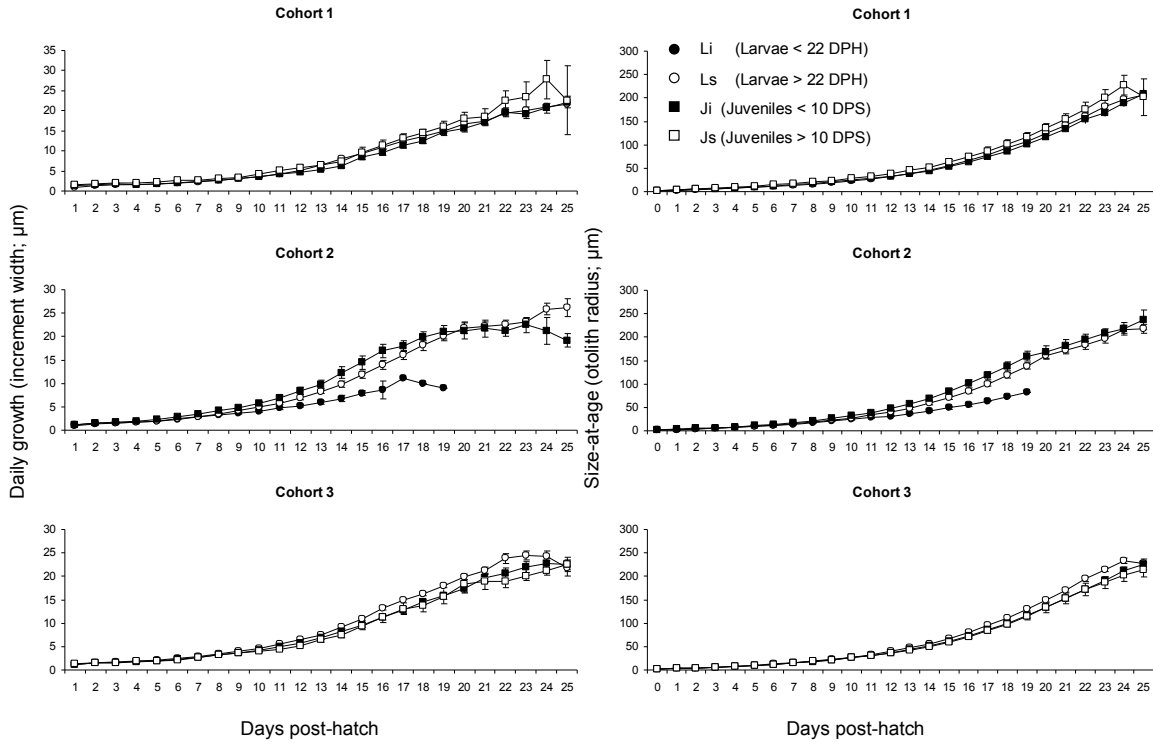 Cohort 1
Daily growth (increment width; µm)
35
30
25
20
15
10
5
0
1 2 3 4 5 6 7 8 9 10 11 12 13 14 15 16 17 18 19 20 21 22 23 24 25
Cohort 2
30
25
20
15
10
5
0
1 2 3 4 5 6 7 8 9 10 11 12 13 14 15 16 17 18 19 20 21 22 23 24 25
Cohort 3
30
25
20
15
10
5
0
1 2 3 4 5 6 7 8 9 10 11 12 13 14 15 16 17 18 19 20 21 22 23 24 25
Days post-hatch
Cohort 1
Size-at-age (otolith radius; µm)
Li (Larvae < 22 DPH)
Ls (Larvae > 22 DPH)
Ji (Juveniles < 10 DPS)
Js (Juveniles > 10 DPS)
300
250
200
150
100
50
0
0 1 2 3 4 5 6 7 8 9 10 11 12 13 14 15 16 17 18 19 20 21 22 23 24 25
Cohort 2
300
250
200
150
100
50
0
0 1 2 3 4 5 6 7 8 9 10 11 12 13 14 15 16 17 18 19 20 21 22 23 24 25
Cohort 3
300
250
200
150
100
50
0
0 1 2 3 4 5 6 7 8 9 10 11 12 13 14 15 16 17 18 19 20 21 22 23 24 25
Days post-hatch